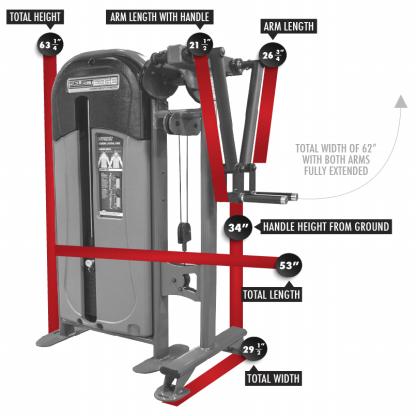 TOTAL HEIGHT
63 1/4"
ARM LENGTH WITH HANDLE
21 1/2"
ARM LENGTH
26 3/4"
TOTAL WIDTH OF 62"
WITH BOTH ARMS
FULLY EXTENDED
34"
HANDLE HEIGHT FROM GROUND
53"
TOTAL LENGTH
29 1/2"
TOTAL WIDTH